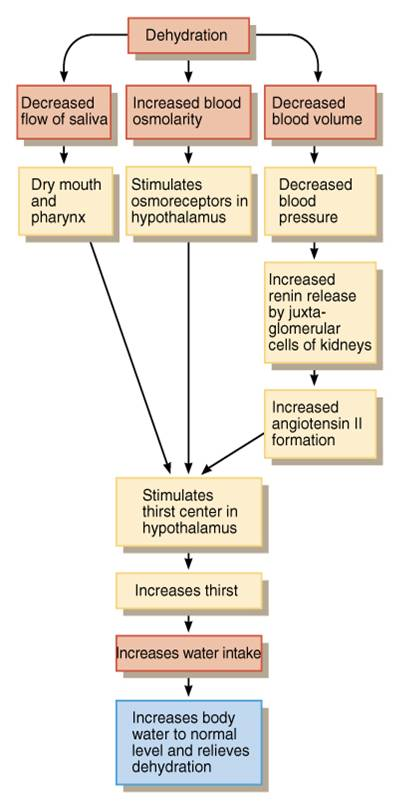 Dehydration
Decreased
flow of saliva
Increased blood
osmolarity
Decreased
blood volume
Dry mouth
and
pharynx
Stimulates
osmoreceptors in
hypothalamus
Decreased
blood
pressure
Increased
renin release
by juxta-
glomerular
cells of kidneys
Increased
angiotensin II
formation
Stimulates
thirst center in
hypothalamus
Increases thirst
Increases water intake
Increases body
water to normal
level and relieves
dehydration